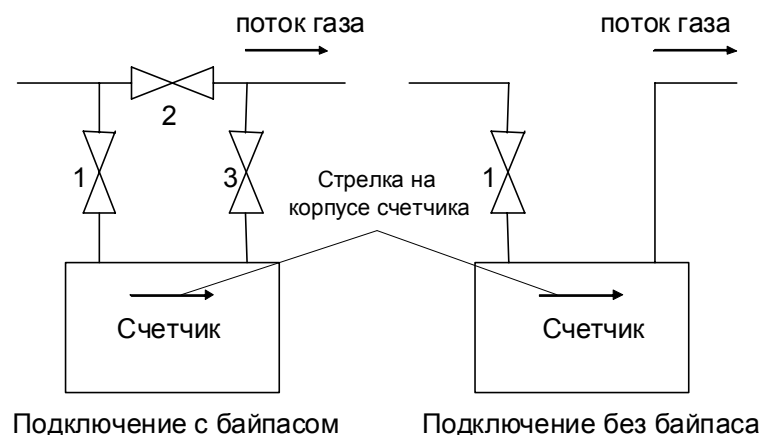 поток газа
поток газа
2
1
3
1
Стрелка на
корпусе счетчика
Счетчик
Счетчик
Подключение с байпасом
Подключение без байпаса